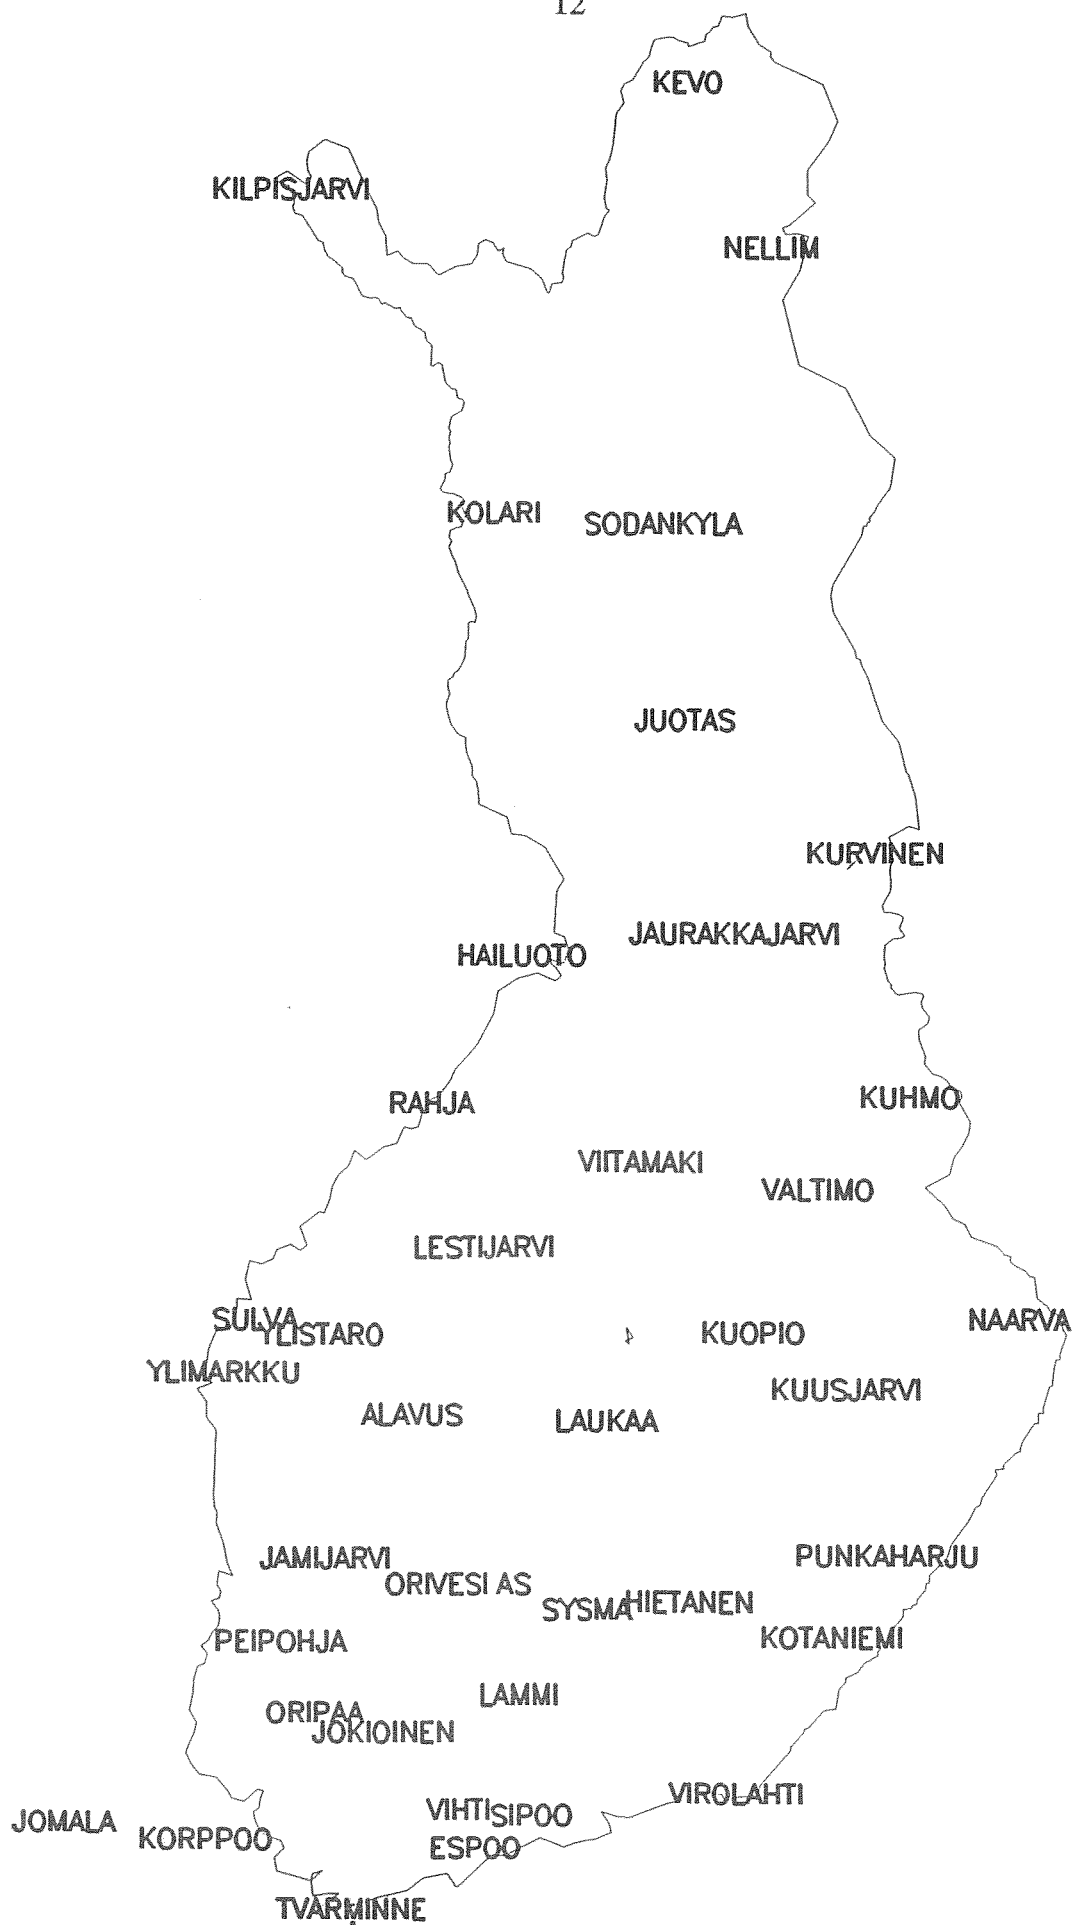 12
KEVO
KILPISJARVI
NELLIM
KOLARI
SODANKYLA
JUOTAS
KURVINEN
JAURAKKAJARVI
HAILUOTO
RAHJA
KUHMO
VIITAMAKI
VALTIMO
LESTIJARVI
SULVA
YLISTARO
KUOPIO
NAARVA
YLIMARKKU
KUUSJARVI
ALAVUS
LAUKAA
JAMIJARVI
PUNKAHARJU
ORIVESI AS
SYSMA
HIETANEN
PEIPOHJA
KOTANIEMI
LAMMI
ORIPAA
JOKIOINEN
VIROLAHTI
VIHTI
SIPOO
JOMALA
KORPPOO
ESPOO
TVARMINNE